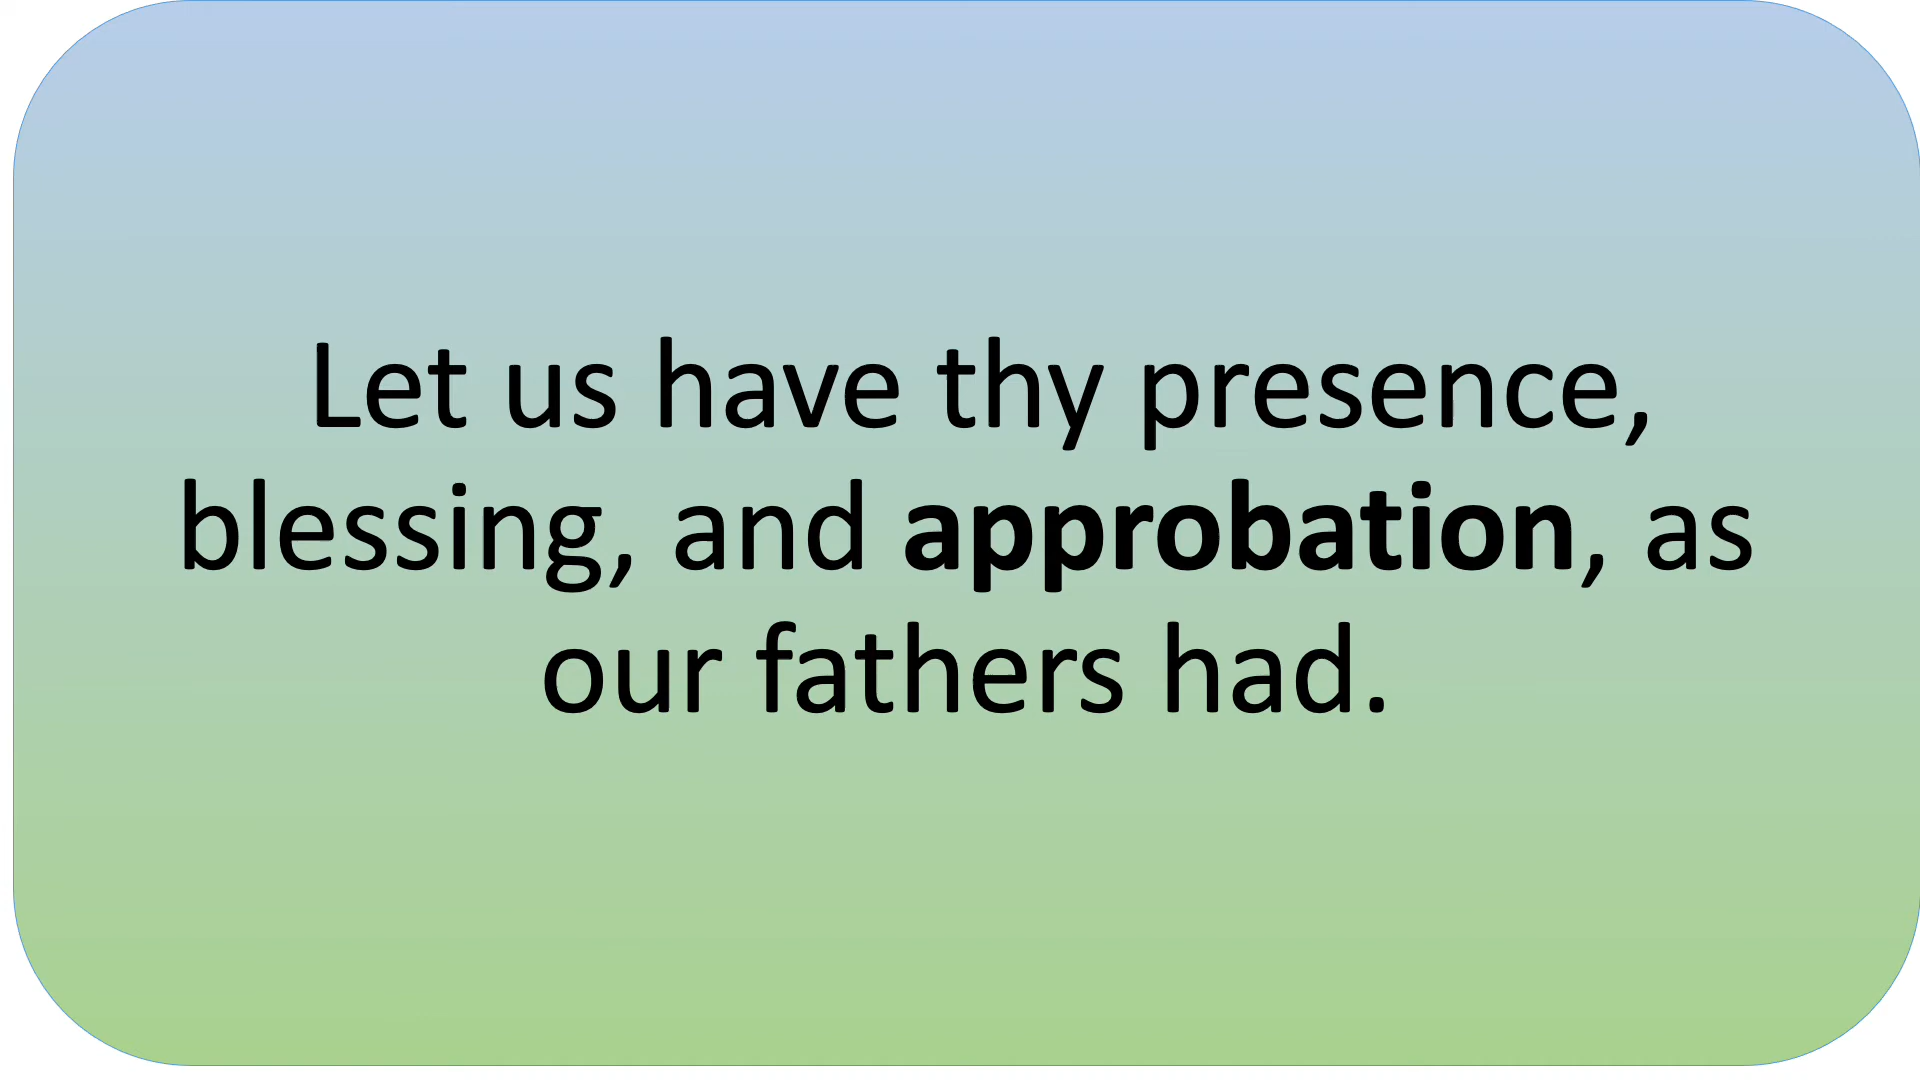 Let us have thy presence,
blessing, and approbation, as
our fathers had.